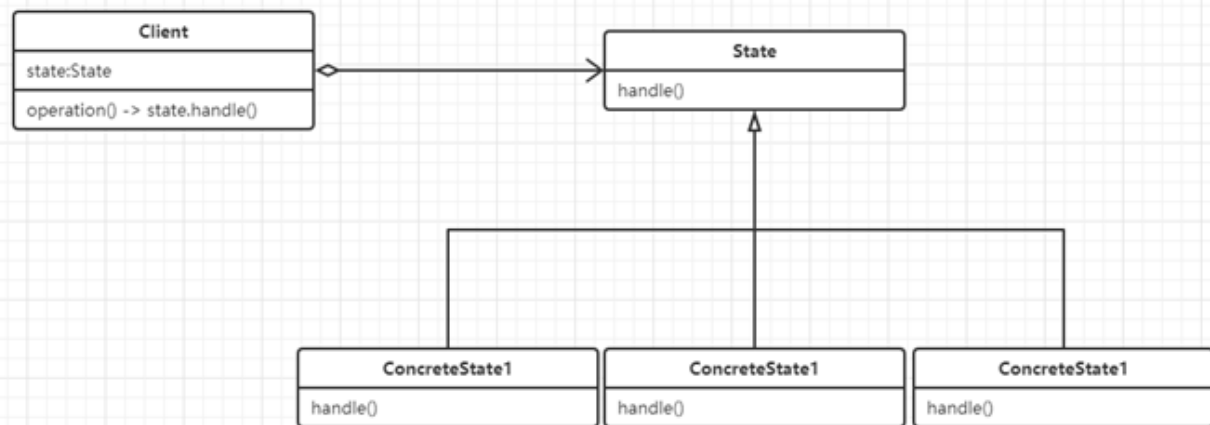 Client
state:State
operation() -> state.handle()
State
handle()
ConcreteState1
handle()
ConcreteState1
handle()
ConcreteState1
handle()